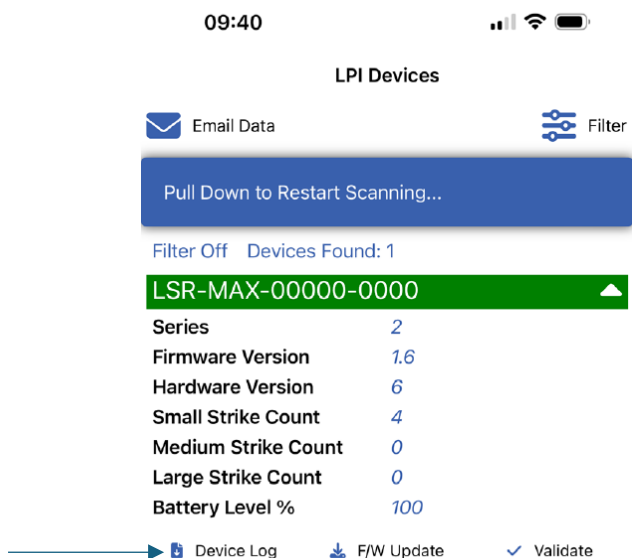 09:40
LPI Devices
Email Data Filter
Pull Down to Restart Scanning...
Filter Off Devices Found: 1
LSR-MAX-00000-0000
Series 2
Firmware Version 1.6
Hardware Version 6
Small Strike Count 4
Medium Strike Count 0
Large Strike Count 0
Battery Level % 100
Device Log F/W Update Validate